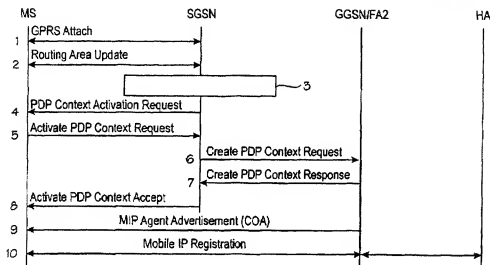 MS SGSN GGSN/FA2 HA
1 GPRS Attach
2 Routing Area Update
3
4 PDP Context Activation Request
5 Activate PDP Context Request
6 Create PDP Context Request
7 Create PDP Context Response
8 Activate PDP Context Accept
9 MIP Agent Advertisement (COA)
10 Mobile IP Registration